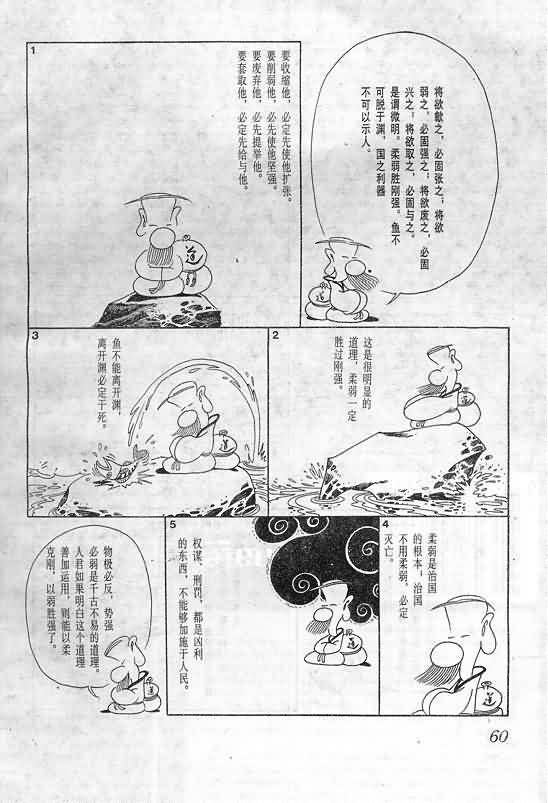 将欲歙之，必固张之；将欲
弱之，必固强之；将欲废之，必固
兴之；将欲取之，必固与之。
是谓微明。柔弱胜刚强。鱼不
可脱于渊，国之利器
不可以示人。
道
1
要收缩他，必定先使他扩张。
要削弱他，必先使他坚强。
要废弃他，必先提举他。
要套取他，必定先给与他。
道
2
这是很明显的
道理，柔弱一定
胜过刚强。
道
3
鱼不能离开渊，
离开渊必定干死。
道
4
柔弱是治国
的根本；治国
不用柔弱，必定
灭亡。
道
5
权谋、刑罚，都是凶利
的东西，不能够加施于人民。
道
物极必反，势强
必弱是千古不易的道理。
人君如果明白这个道理
善加运用，则能以柔
克刚，以弱胜强了。
道
60